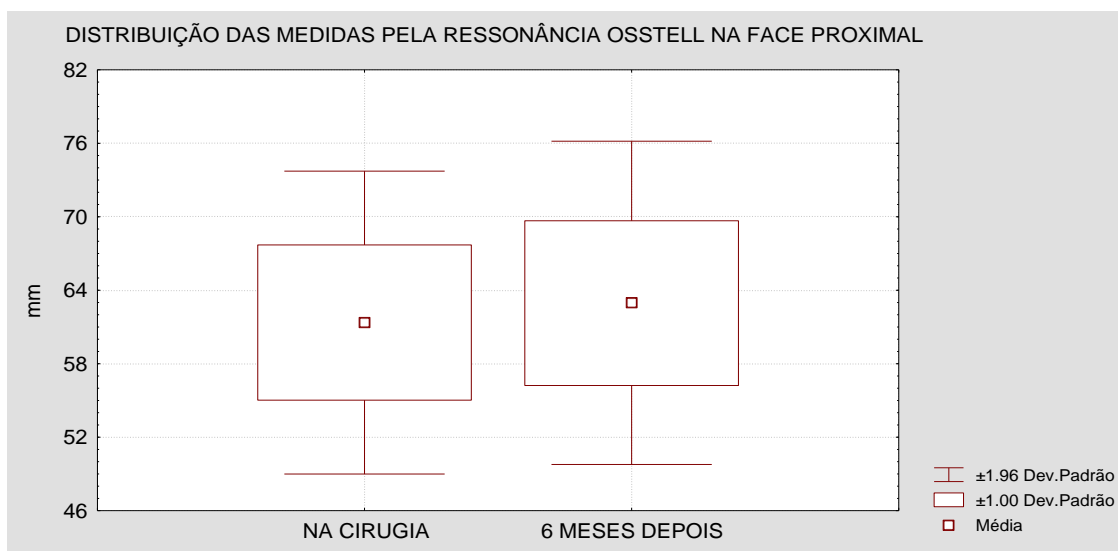 DISTRIBUIÇÃO DAS MEDIDAS PELA RESSONÂNCIA OSSTELL NA FACE PROXIMAL
82
76
70
64
58
52
46
mm
NA CIRUGIA
6 MESES DEPOIS
±1.96 Dev.Padrão
±1.00 Dev.Padrão
Média